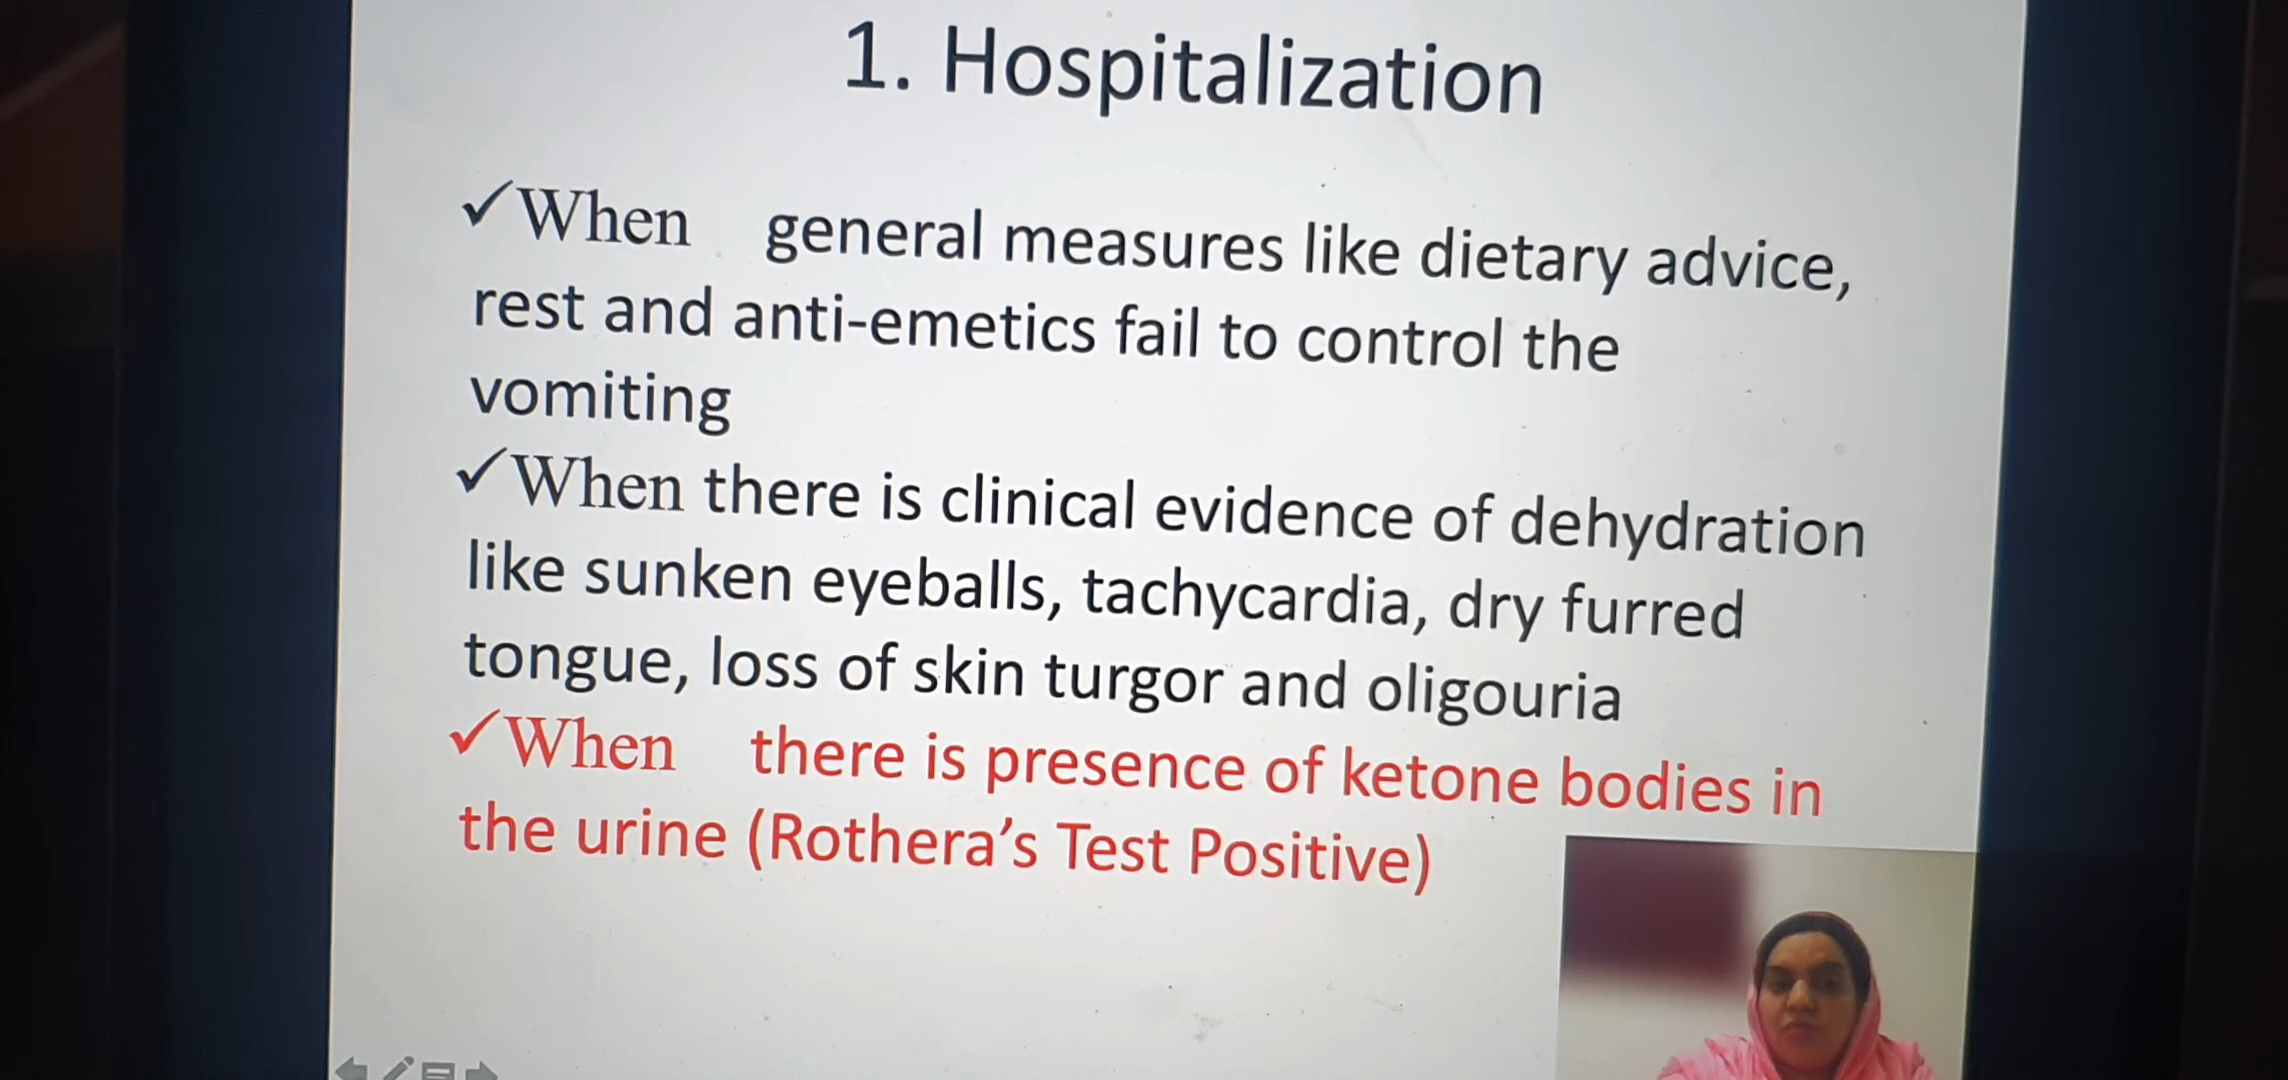 1. Hospitalization
✓When general measures like dietary advice,
rest and anti-emetics fail to control the
vomiting
✓When there is clinical evidence of dehydration
like sunken eyeballs, tachycardia, dry furred
tongue, loss of skin turgor and oligouria
✓When there is presence of ketone bodies in
the urine (Rothera’s Test Positive)